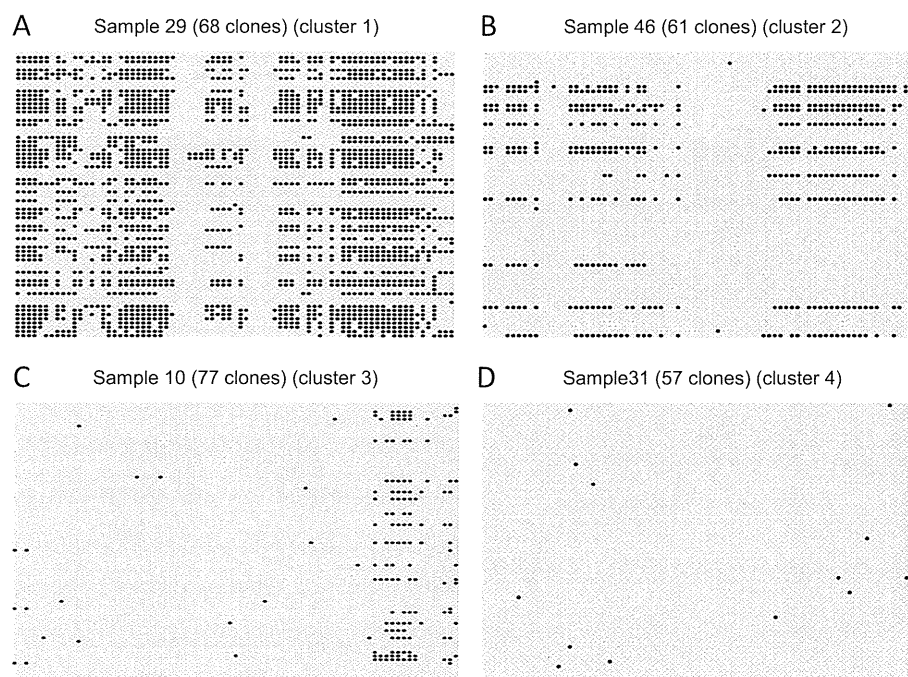 A
Sample 29 (68 clones) (cluster 1)
B
Sample 46 (61 clones) (cluster 2)
C
Sample 10 (77 clones) (cluster 3)
D
Sample31 (57 clones) (cluster 4)